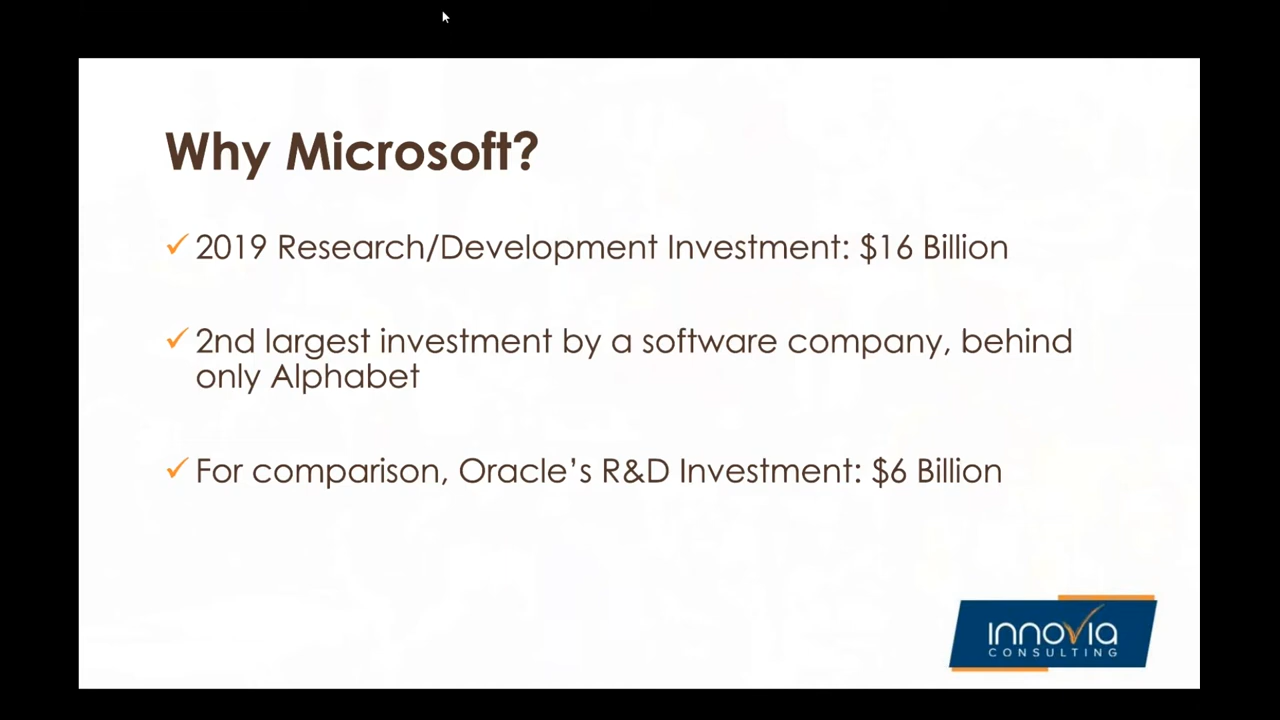 Why Microsoft?
✓ 2019 Research/Development Investment: $16 Billion
✓ 2nd largest investment by a software company, behind
only Alphabet
✓ For comparison, Oracle’s R&D Investment: $6 Billion
innovia
CONSULTING